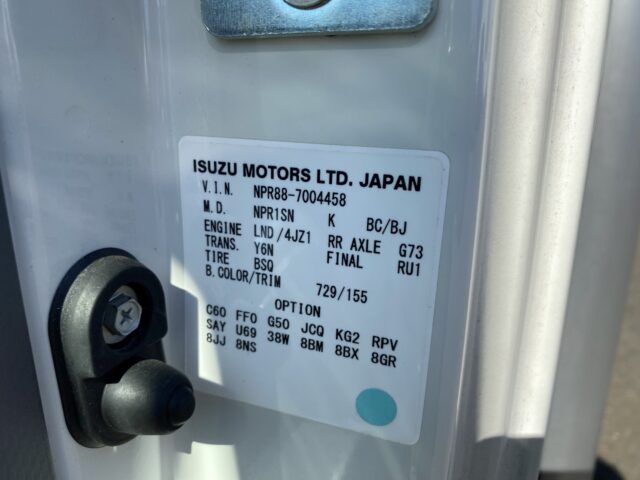 ISUZU MOTORS LTD. JAPAN
V.I.N. NPR88-7004458
M.D. NPR1SN K BC/BJ
ENGINE LND/4JZ1 RR AXLE G73
TRANS. Y6N FINAL RU1
TIRE BSQ
B.COLOR/TRIM 729/155
OPTION
C60 FF0 G50 JCQ KG2 RPV
SAY U69 38W 8BM 8BX 8GR
8JJ 8NS